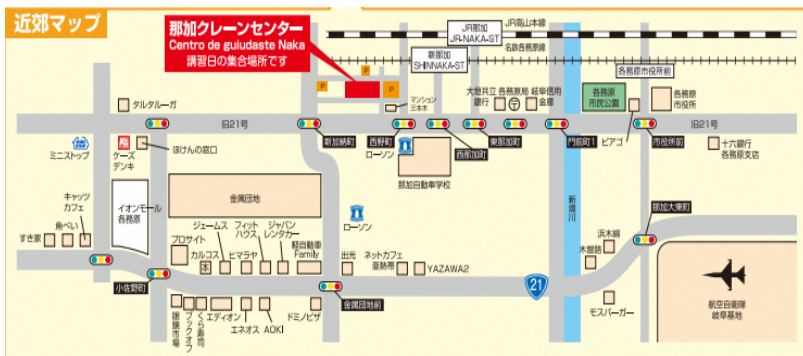 近郊マップ
那加クレーンセンター
Centro de guiudaste Naka
講習日の集合場所です
JR那加
JR-NAKA-ST
JR高山本線
名鉄各務原線
新那加
SHINNAKA-ST
各務原市役所前
P
P
P
マンション
三本木
大垣共立
銀行
各務原局
岐阜信用
金庫
各務原
市民公園
各務原
市役所
タルタルーガ
旧21号
新加納町
西野町
西那加町
東那加町
門前町1
ピアゴ
市役所前
旧21号
ミニストップ
ケーズ
デンキ
ほけんの窓口
ローソン
那加自動車学校
十六銀行
各務原支店
キャッツ
カフェ
魚べい
すき家
イオンモール
各務原
金属団地
ローソン
新境川
那加大東町
プロサイト
カルコス
本
ジェームス
ヒマラヤ
フィット
ハウス
ジャパン
レンタカー
軽自動車
Family
出光
ネットカフェ
亜熱帯
YAZAWA2
浜木綿
木曽路
小佐野町
金属団地前
21
モスバーガー
航空自衛隊
岐阜基地
眼鏡市場
ブックオフ
くら寿司
エディオン
エネオス
AOKI
ドミノピザ